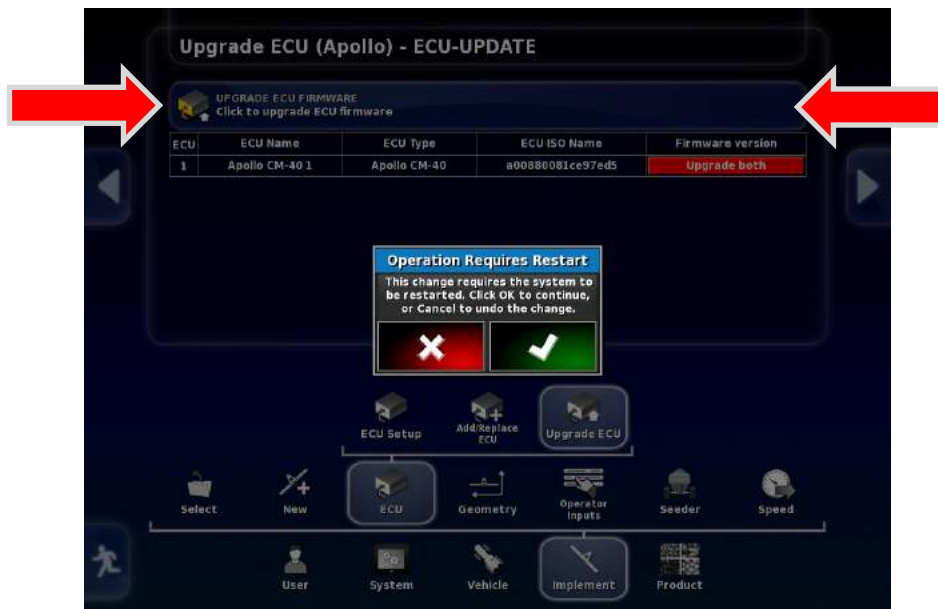 Upgrade ECU (Apollo) - ECU-UPDATE
UPGRADE ECU FIRMWARE
Click to upgrade ECU firmware
ECU ECU Name ECU Type ECU ISO Name Firmware version
1 Apollo CM-40 1 Apollo CM-40 a00880081ce97ed5 Upgrade both
Operation Requires Restart
This change requires the system to
be restarted. Click OK to continue,
or Cancel to undo the change.
ECU Setup
Add/Replace
ECU
Upgrade ECU
Select
New
ECU
Geometry
Operator
Inputs
Seeder
Speed
User
System
Vehicle
Implement
Product